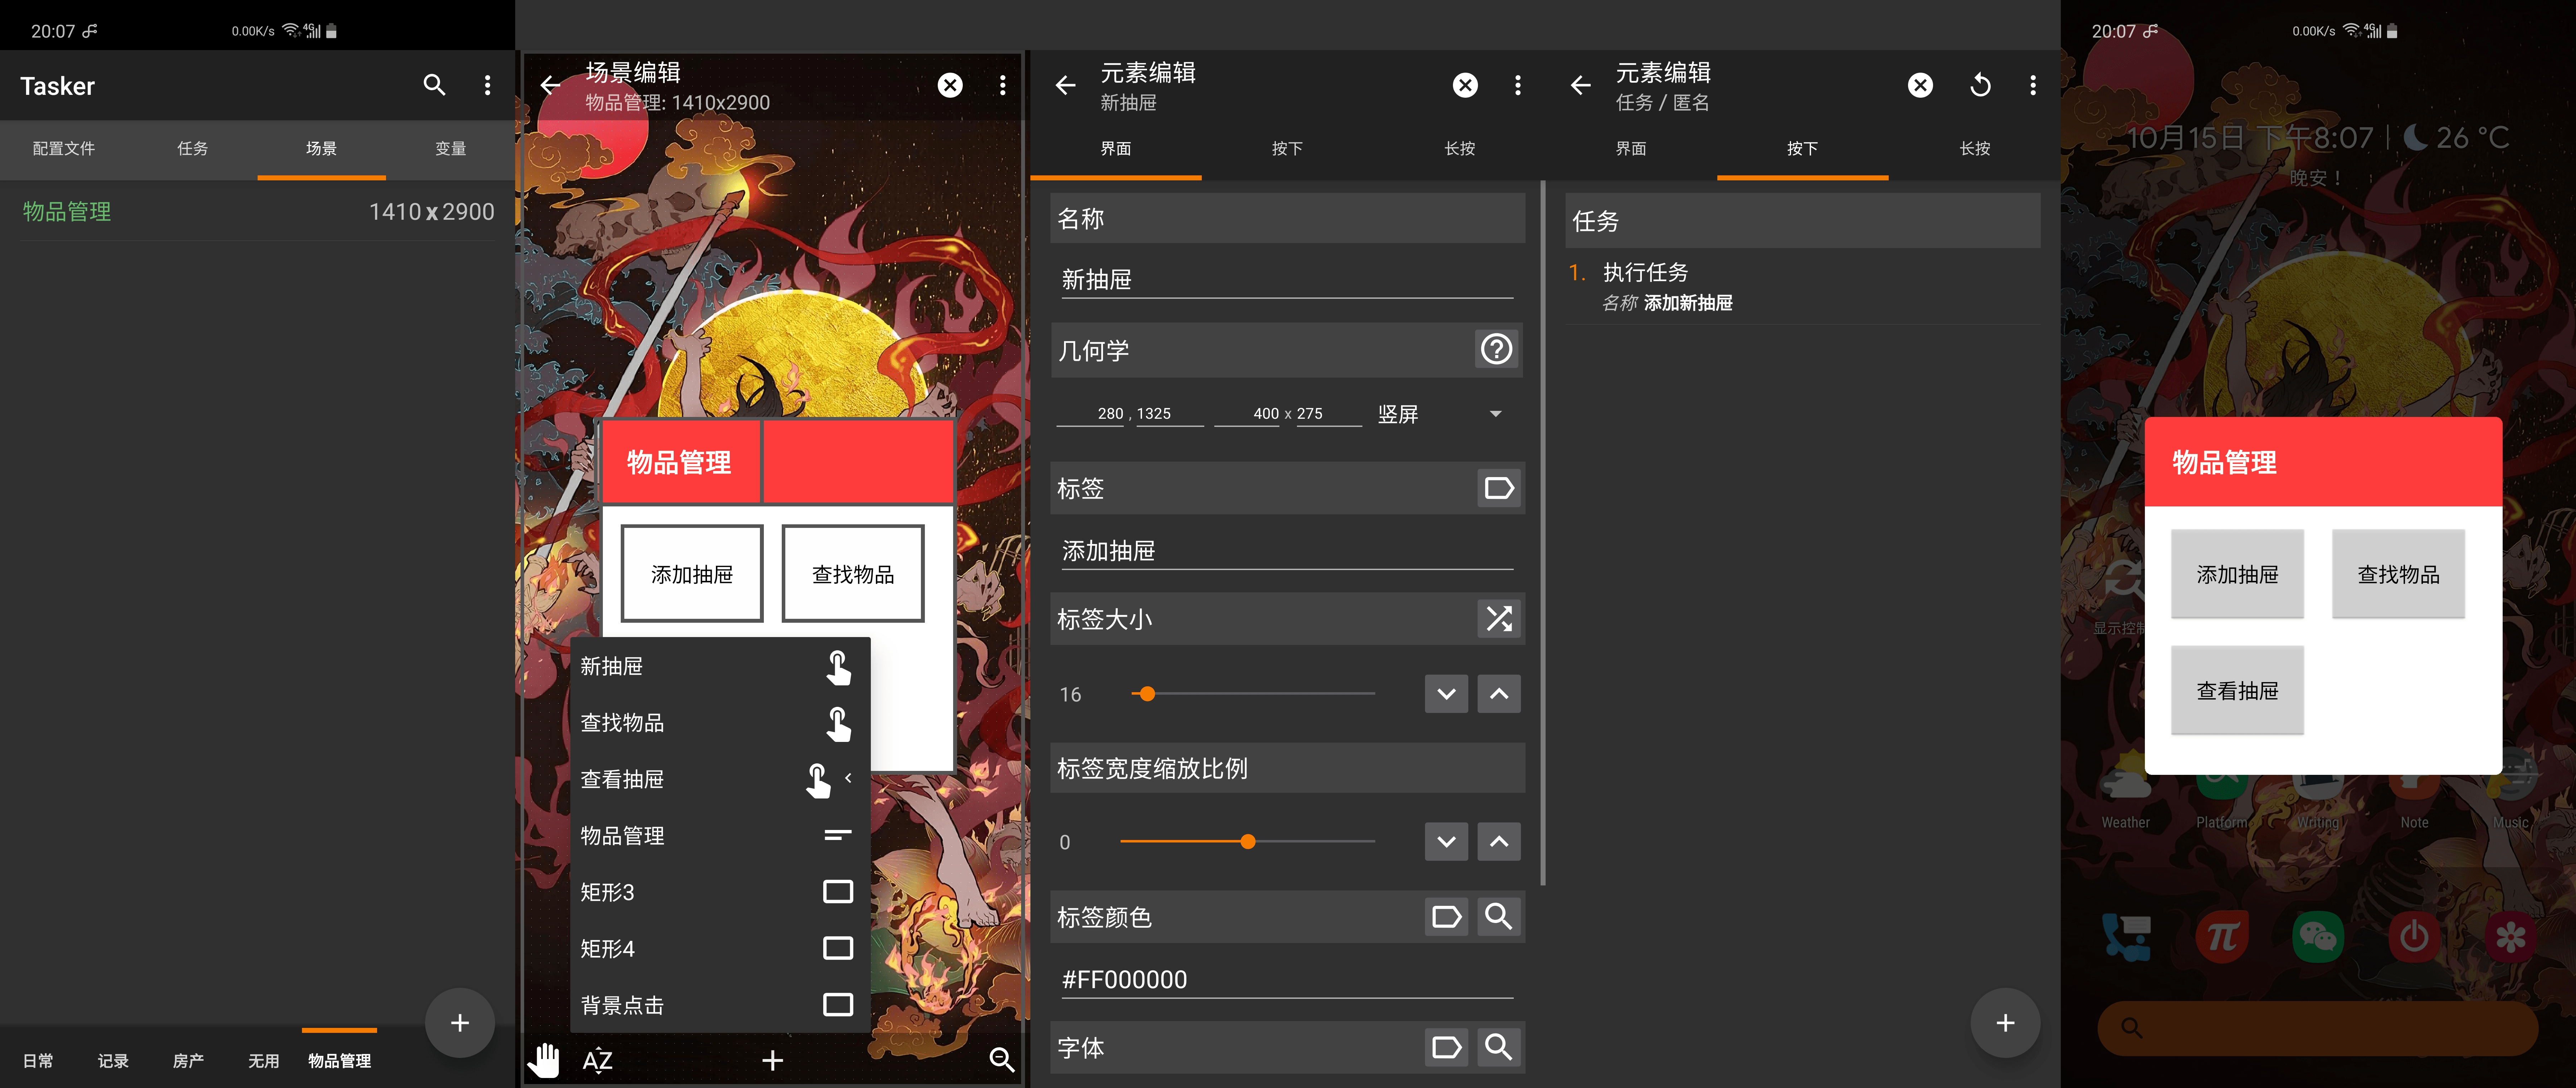 20:07
0.00K/s
4G
Tasker
配置文件
任务
场景
变量
物品管理
1410 x 2900
日常
记录
房产
无用
物品管理
场景编辑
物品管理: 1410x2900
物品管理
添加抽屉
查找物品
新抽屉
查找物品
查看抽屉
物品管理
矩形3
矩形4
背景点击
AZ
元素编辑
新抽屉
界面
按下
长按
名称
新抽屉
几何学
280 , 1325 400 x 275 竖屏
标签
添加抽屉
标签大小
16
标签宽度缩放比例
0
标签颜色
#FF000000
字体
元素编辑
任务 / 匿名
界面
按下
长按
任务
1. 执行任务
名称 添加新抽屉
20:07
0.00K/s
4G
10月15日 下午8:07 | 26 °C
晚安！
物品管理
添加抽屉
查找物品
查看抽屉
显示控制
Weather
Platform
Writing
Note
Music